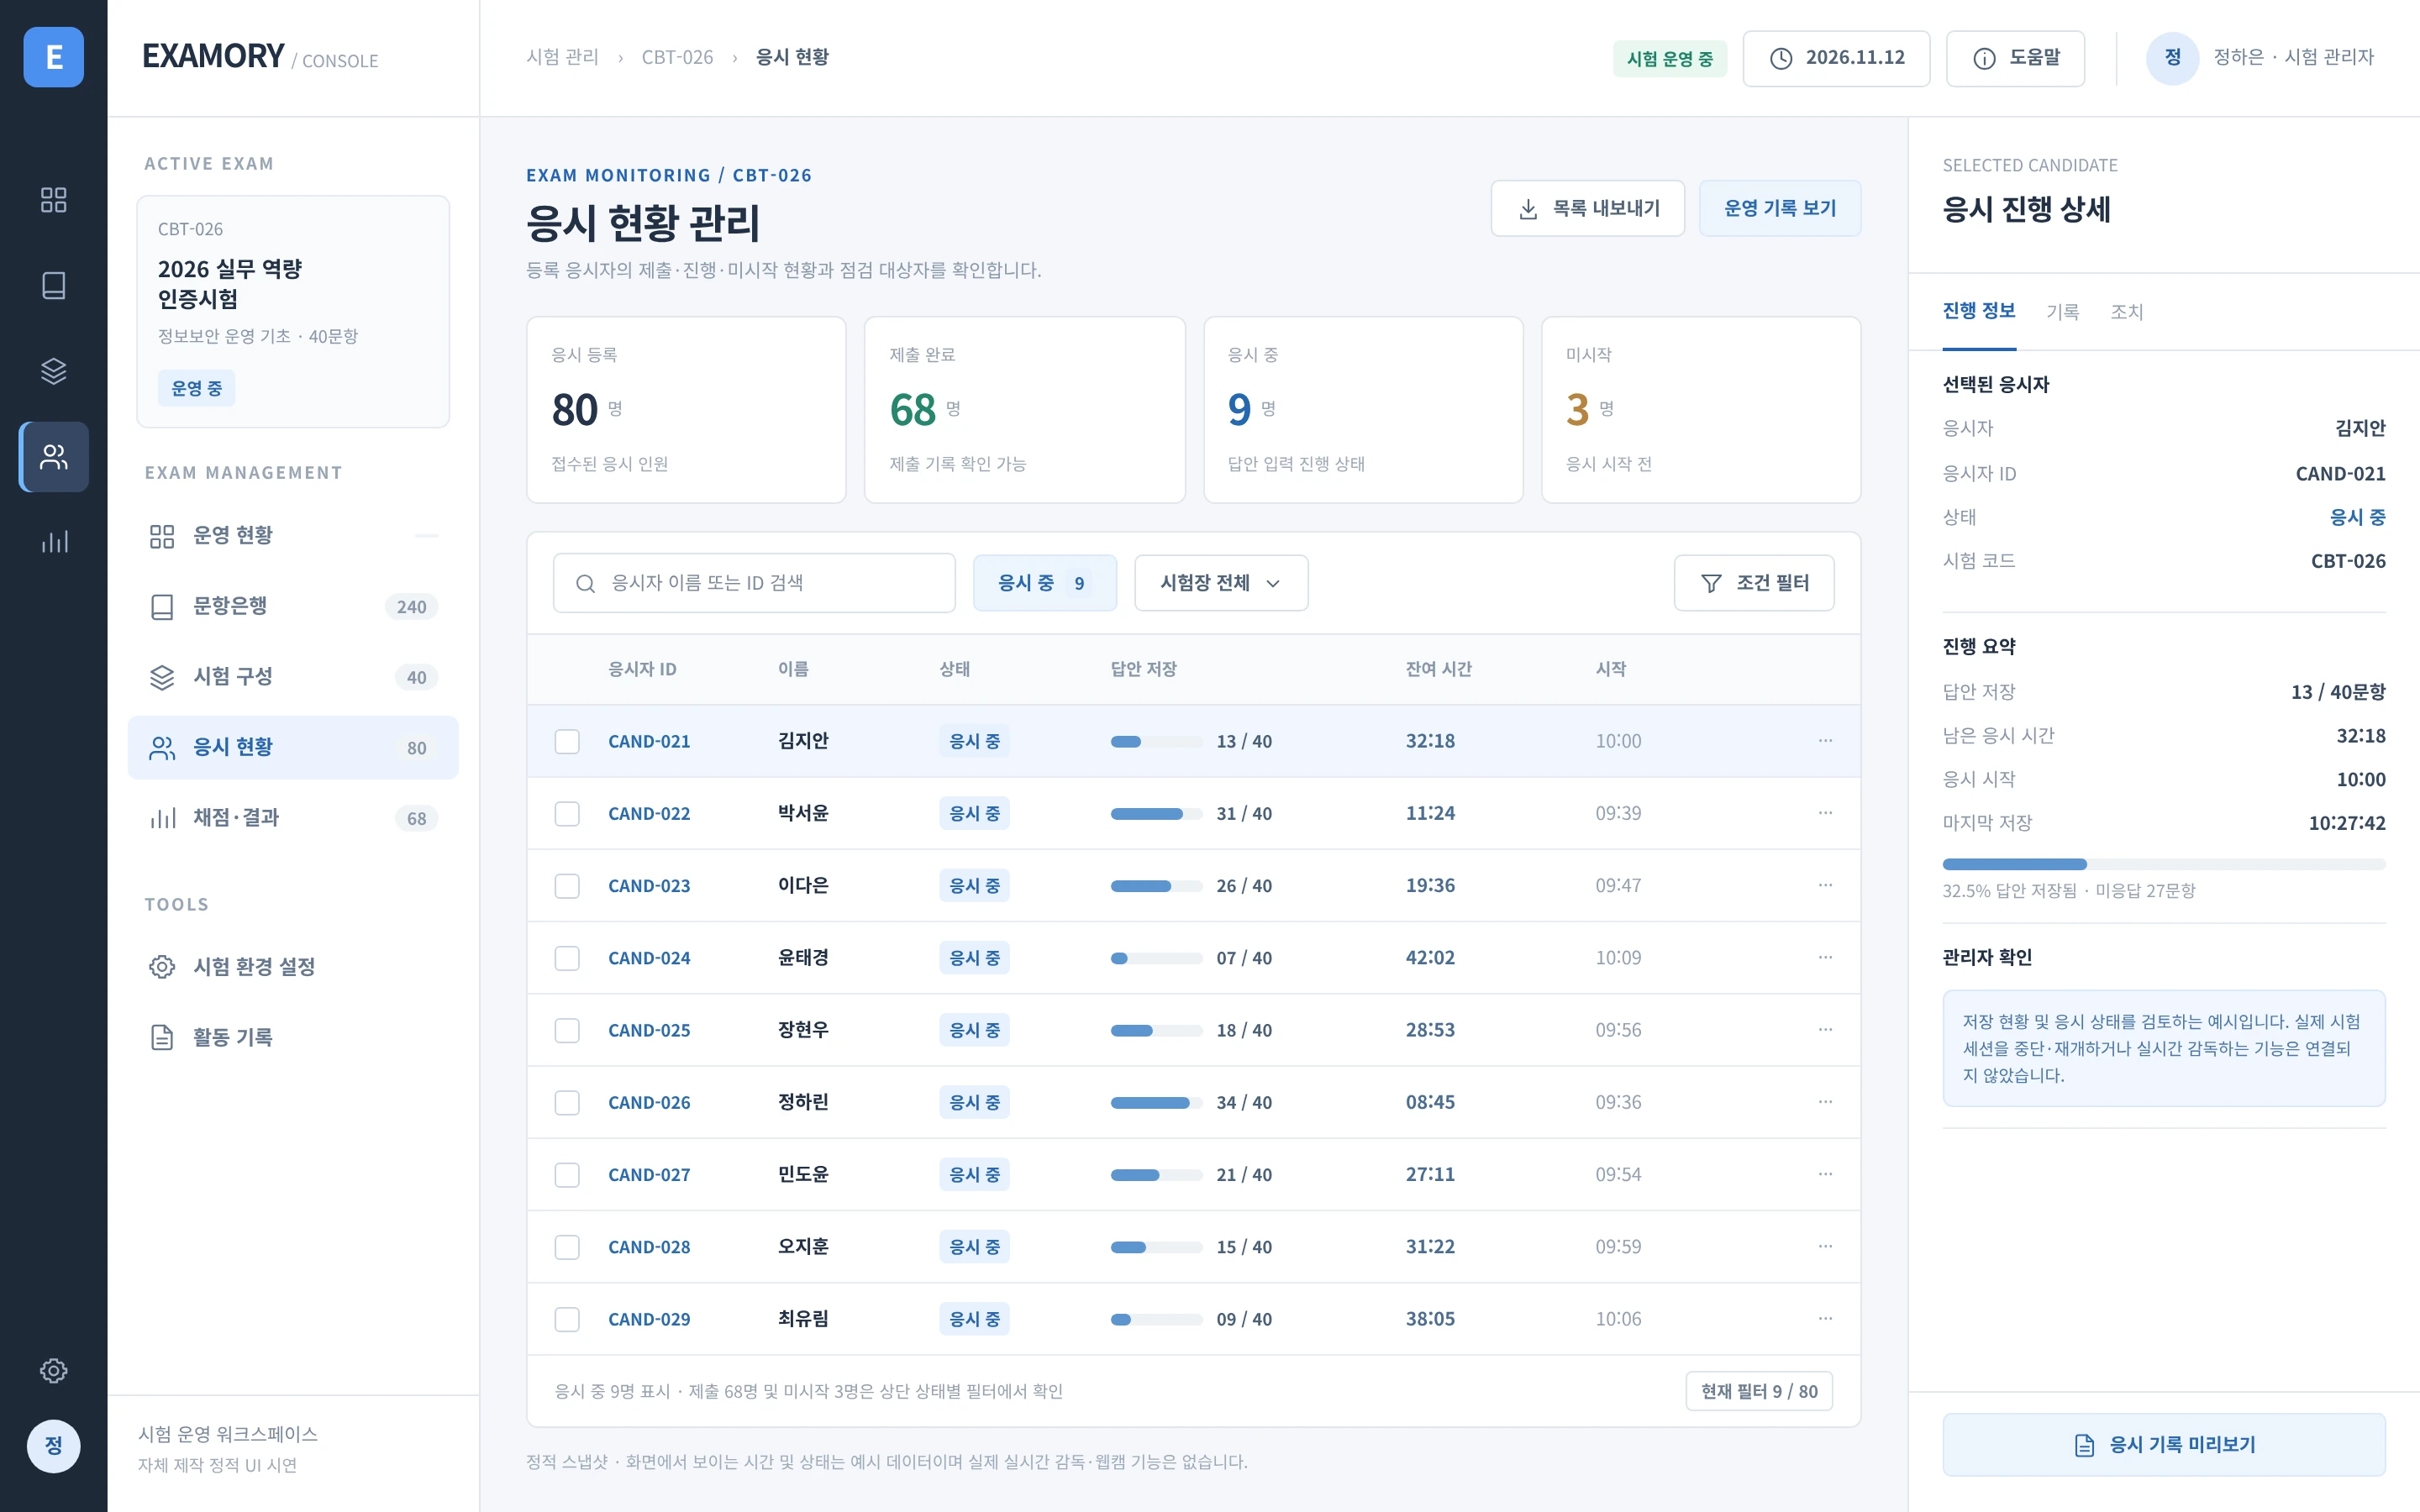 E
EXAMORY / CONSOLE
시험 관리 › CBT-026 › 응시 현황
시험 운영 중
2026.11.12
도움말
정
정하은 · 시험 관리자
ACTIVE EXAM
CBT-026
2026 실무 역량
인증시험
정보보안 운영 기초 · 40문항
운영 중
EXAM MANAGEMENT
운영 현황 —
문항은행 240
시험 구성 40
응시 현황 80
채점·결과 68
TOOLS
시험 환경 설정
활동 기록
정
시험 운영 워크스페이스
자체 제작 정적 UI 시연
EXAM MONITORING / CBT-026
응시 현황 관리
등록 응시자의 제출·진행·미시작 현황과 점검 대상자를 확인합니다.
목록 내보내기
운영 기록 보기
응시 등록
80 명
접수된 응시 인원
제출 완료
68 명
제출 기록 확인 가능
응시 중
9 명
답안 입력 진행 상태
미시작
3 명
응시 시작 전
응시자 이름 또는 ID 검색
응시 중 9
시험장 전체
조건 필터
응시자 ID 이름 상태 답안 저장 잔여 시간 시작
CAND-021 김지안 응시 중 13 / 40 32:18 10:00 ···
CAND-022 박서윤 응시 중 31 / 40 11:24 09:39 ···
CAND-023 이다은 응시 중 26 / 40 19:36 09:47 ···
CAND-024 윤태경 응시 중 07 / 40 42:02 10:09 ···
CAND-025 장현우 응시 중 18 / 40 28:53 09:56 ···
CAND-026 정하린 응시 중 34 / 40 08:45 09:36 ···
CAND-027 민도윤 응시 중 21 / 40 27:11 09:54 ···
CAND-028 오지훈 응시 중 15 / 40 31:22 09:59 ···
CAND-029 최유림 응시 중 09 / 40 38:05 10:06 ···
응시 중 9명 표시 · 제출 68명 및 미시작 3명은 상단 상태별 필터에서 확인
현재 필터 9 / 80
정적 스냅샷 · 화면에서 보이는 시간 및 상태는 예시 데이터이며 실제 실시간 감독·웹캠 기능은 없습니다.
SELECTED CANDIDATE
응시 진행 상세
진행 정보 기록 조치
선택된 응시자
응시자 김지안
응시자 ID CAND-021
상태 응시 중
시험 코드 CBT-026
진행 요약
답안 저장 13 / 40문항
남은 응시 시간 32:18
응시 시작 10:00
마지막 저장 10:27:42
32.5% 답안 저장됨 · 미응답 27문항
관리자 확인
저장 현황 및 응시 상태를 검토하는 예시입니다. 실제 시험
세션을 중단·재개하거나 실시간 감독하는 기능은 연결되
지 않았습니다.
응시 기록 미리보기